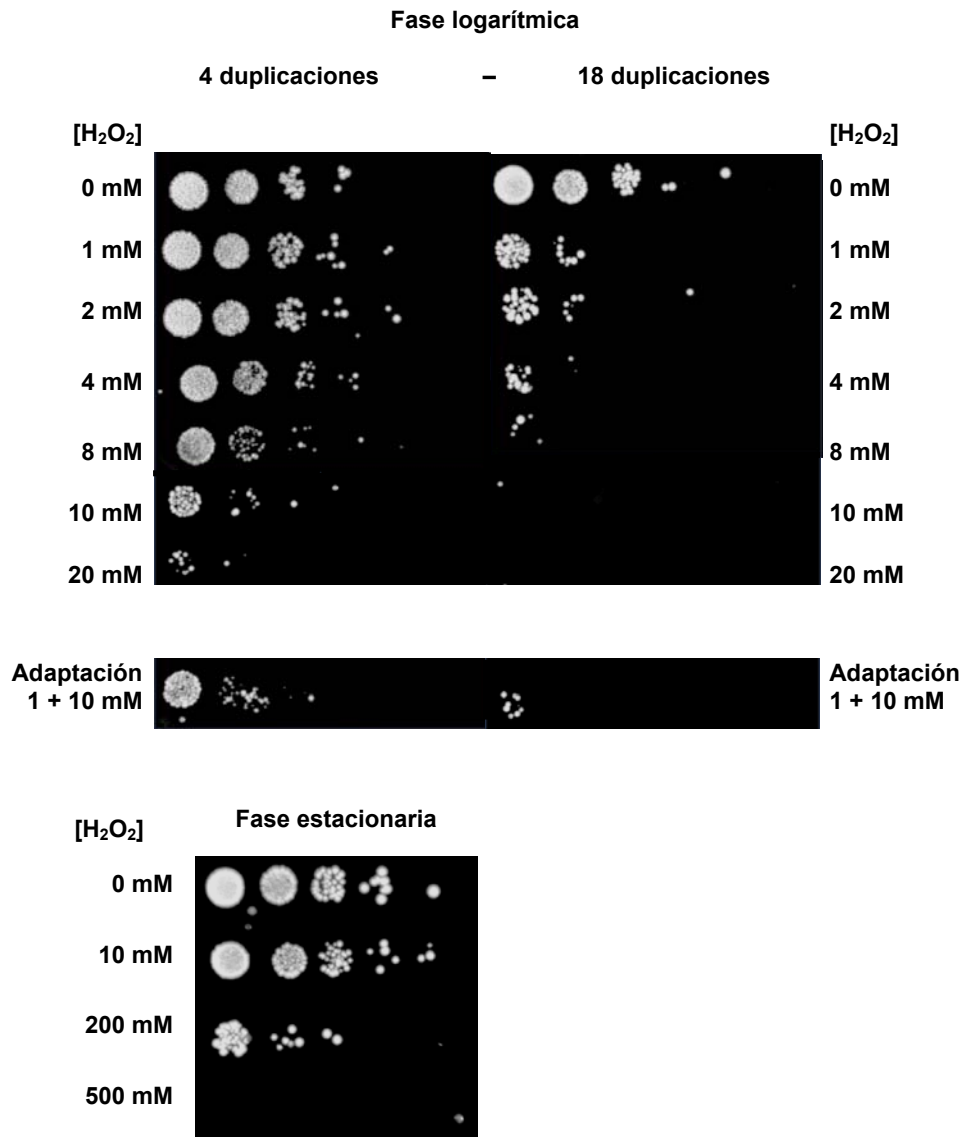 Fase logarítmica
4 duplicaciones – 18 duplicaciones
[H₂O₂] [H₂O₂]
0 mM 0 mM
1 mM 1 mM
2 mM 2 mM
4 mM 4 mM
8 mM 8 mM
10 mM 10 mM
20 mM 20 mM
Adaptación Adaptación
1 + 10 mM 1 + 10 mM
[H₂O₂] Fase estacionaria
0 mM
10 mM
200 mM
500 mM